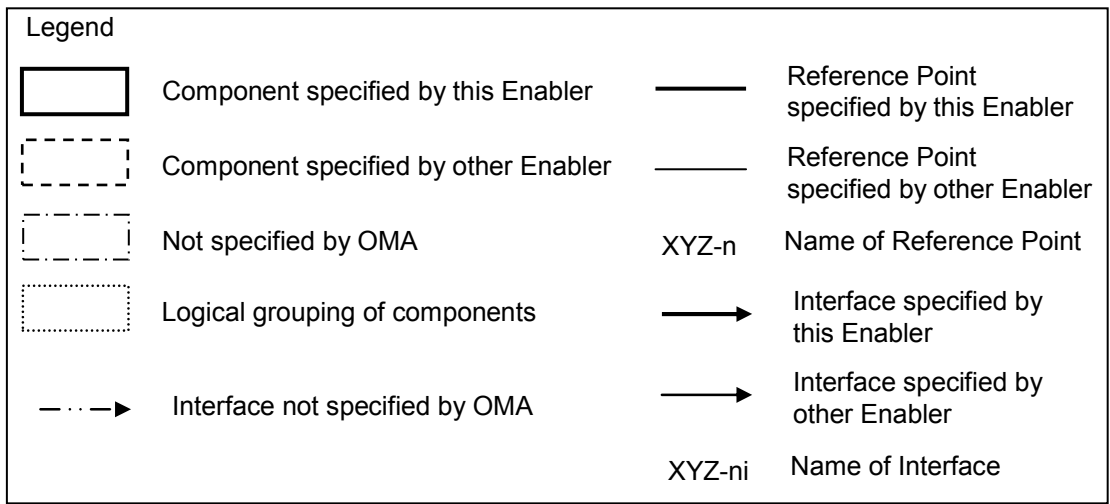 Legend
Component specified by this Enabler
Component specified by other Enabler
Not specified by OMA
Logical grouping of components
Interface not specified by OMA
Reference Point
specified by this Enabler
Reference Point
specified by other Enabler
XYZ-n Name of Reference Point
Interface specified by
this Enabler
Interface specified by
other Enabler
XYZ-ni Name of Interface